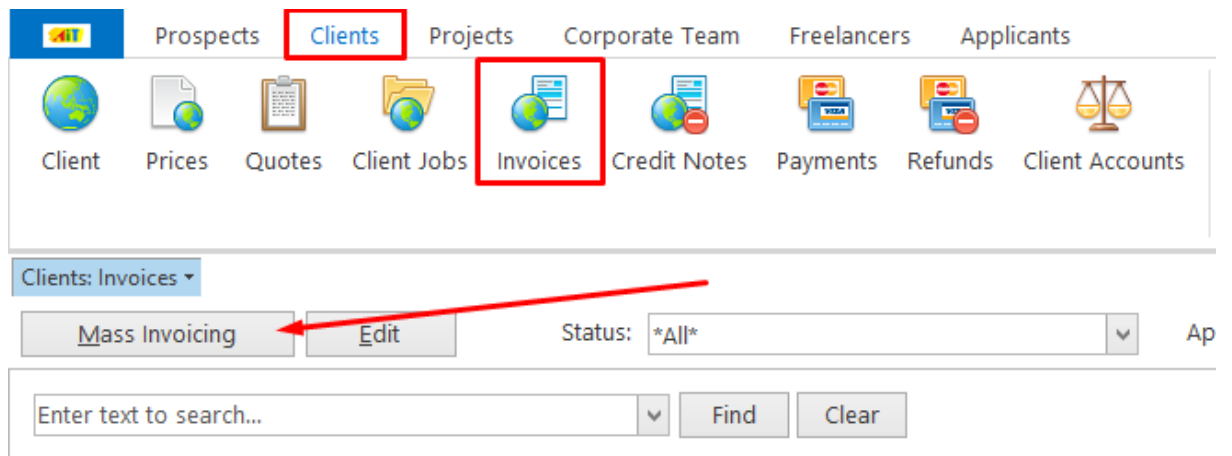 AiT Prospects Clients Projects Corporate Team Freelancers Applicants
Client Prices Quotes Client Jobs Invoices Credit Notes Payments Refunds Client Accounts
Clients: Invoices
Mass Invoicing Edit Status: *All* Ap
Enter text to search... Find Clear